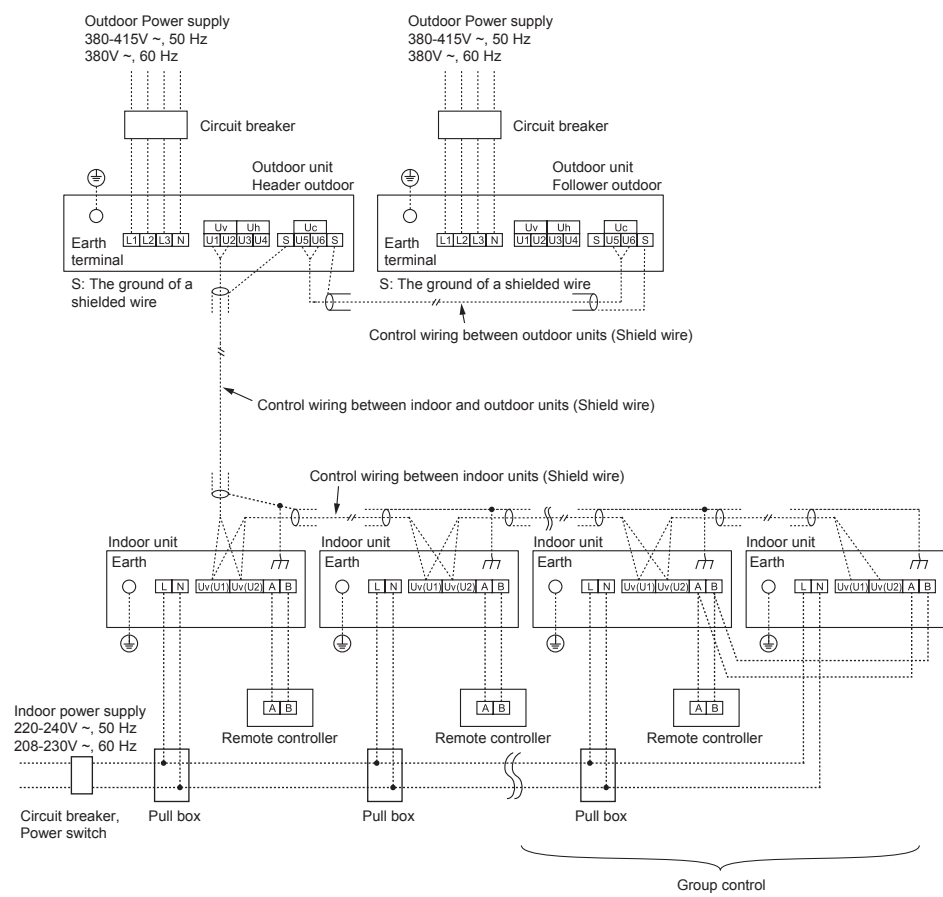 Outdoor Power supply
380-415V ~, 50 Hz
380V ~, 60 Hz
Outdoor Power supply
380-415V ~, 50 Hz
380V ~, 60 Hz
Circuit breaker
Circuit breaker
Outdoor unit
Header outdoor
Outdoor unit
Follower outdoor
Uv Uh Uc
L1 L2 L3 N U1 U2 U3 U4 S U5 U6 S
Earth
terminal
Uv Uh Uc
L1 L2 L3 N U1 U2 U3 U4 S U5 U6 S
Earth
terminal
S: The ground of a
shielded wire
S: The ground of a shielded wire
Control wiring between outdoor units (Shield wire)
Control wiring between indoor and outdoor units (Shield wire)
Control wiring between indoor units (Shield wire)
Indoor unit
Earth
L N Uv(U1) Uv(U2) A B
Indoor unit
Earth
L N Uv(U1) Uv(U2) A B
Indoor unit
Earth
L N Uv(U1) Uv(U2) A B
Indoor unit
Earth
L N Uv(U1) Uv(U2) A B
A B
Remote controller
A B
Remote controller
A B
Remote controller
Indoor power supply
220-240V ~, 50 Hz
208-230V ~, 60 Hz
Circuit breaker,
Power switch
Pull box
Pull box
Pull box
Group control